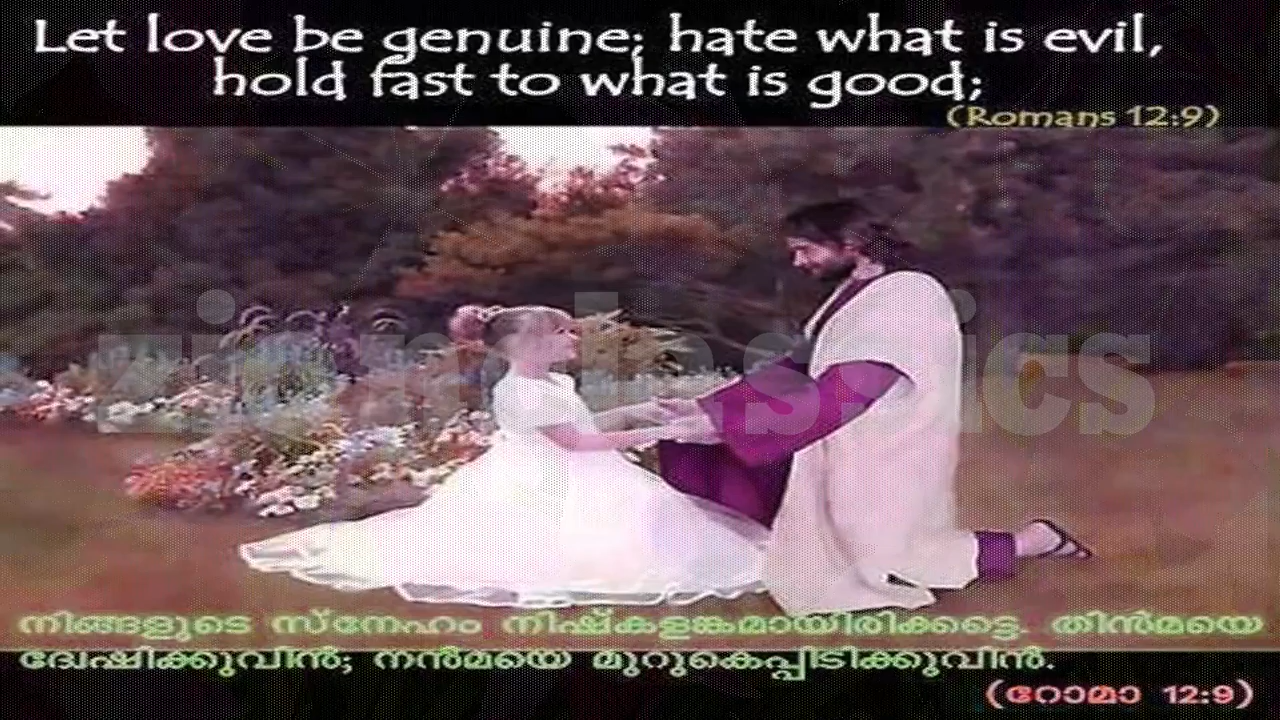 Let love be genuine; hate what is evil,
hold fast to what is good;
(Romans 12:9)
നിങ്ങളുടെ സ്നേഹം നിഷ്കളങ്കമായിരിക്കട്ടെ. തിൻമയെ
ദ്വേഷിക്കുവിൻ; നൻമയെ മുറുകെപ്പിടിക്കുവിൻ.
(റോമാ 12:9)